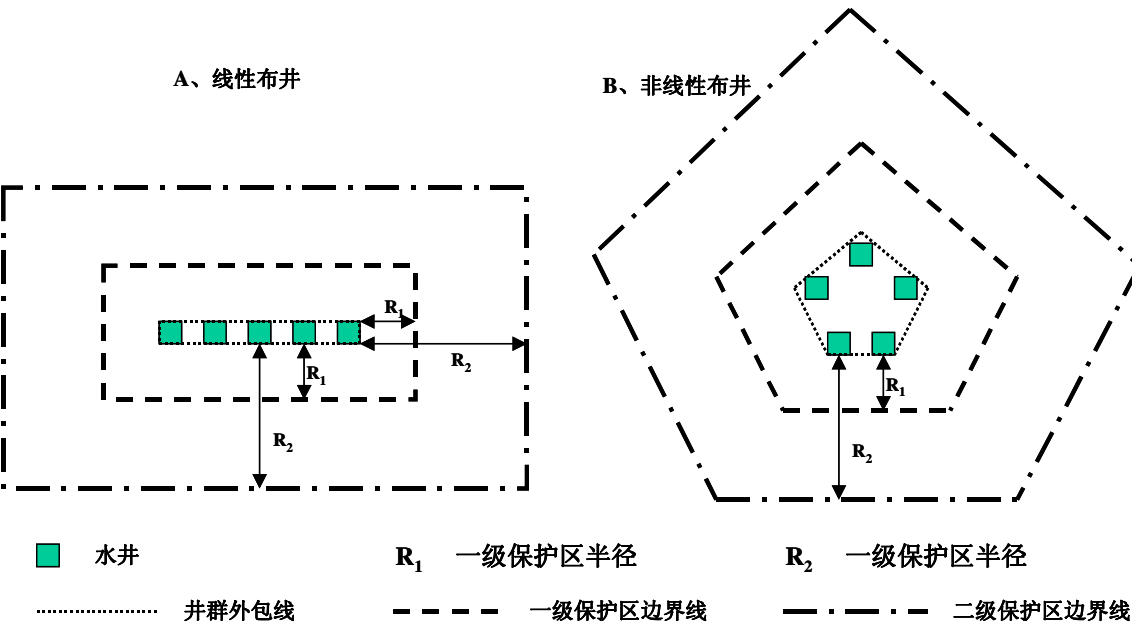 A、线性布井
B、非线性布井
R₁
R₂
R₁
R₂
R₁
R₂
水井
R₁ 一级保护区半径
R₂ 一级保护区半径
井群外包线
一级保护区边界线
二级保护区边界线